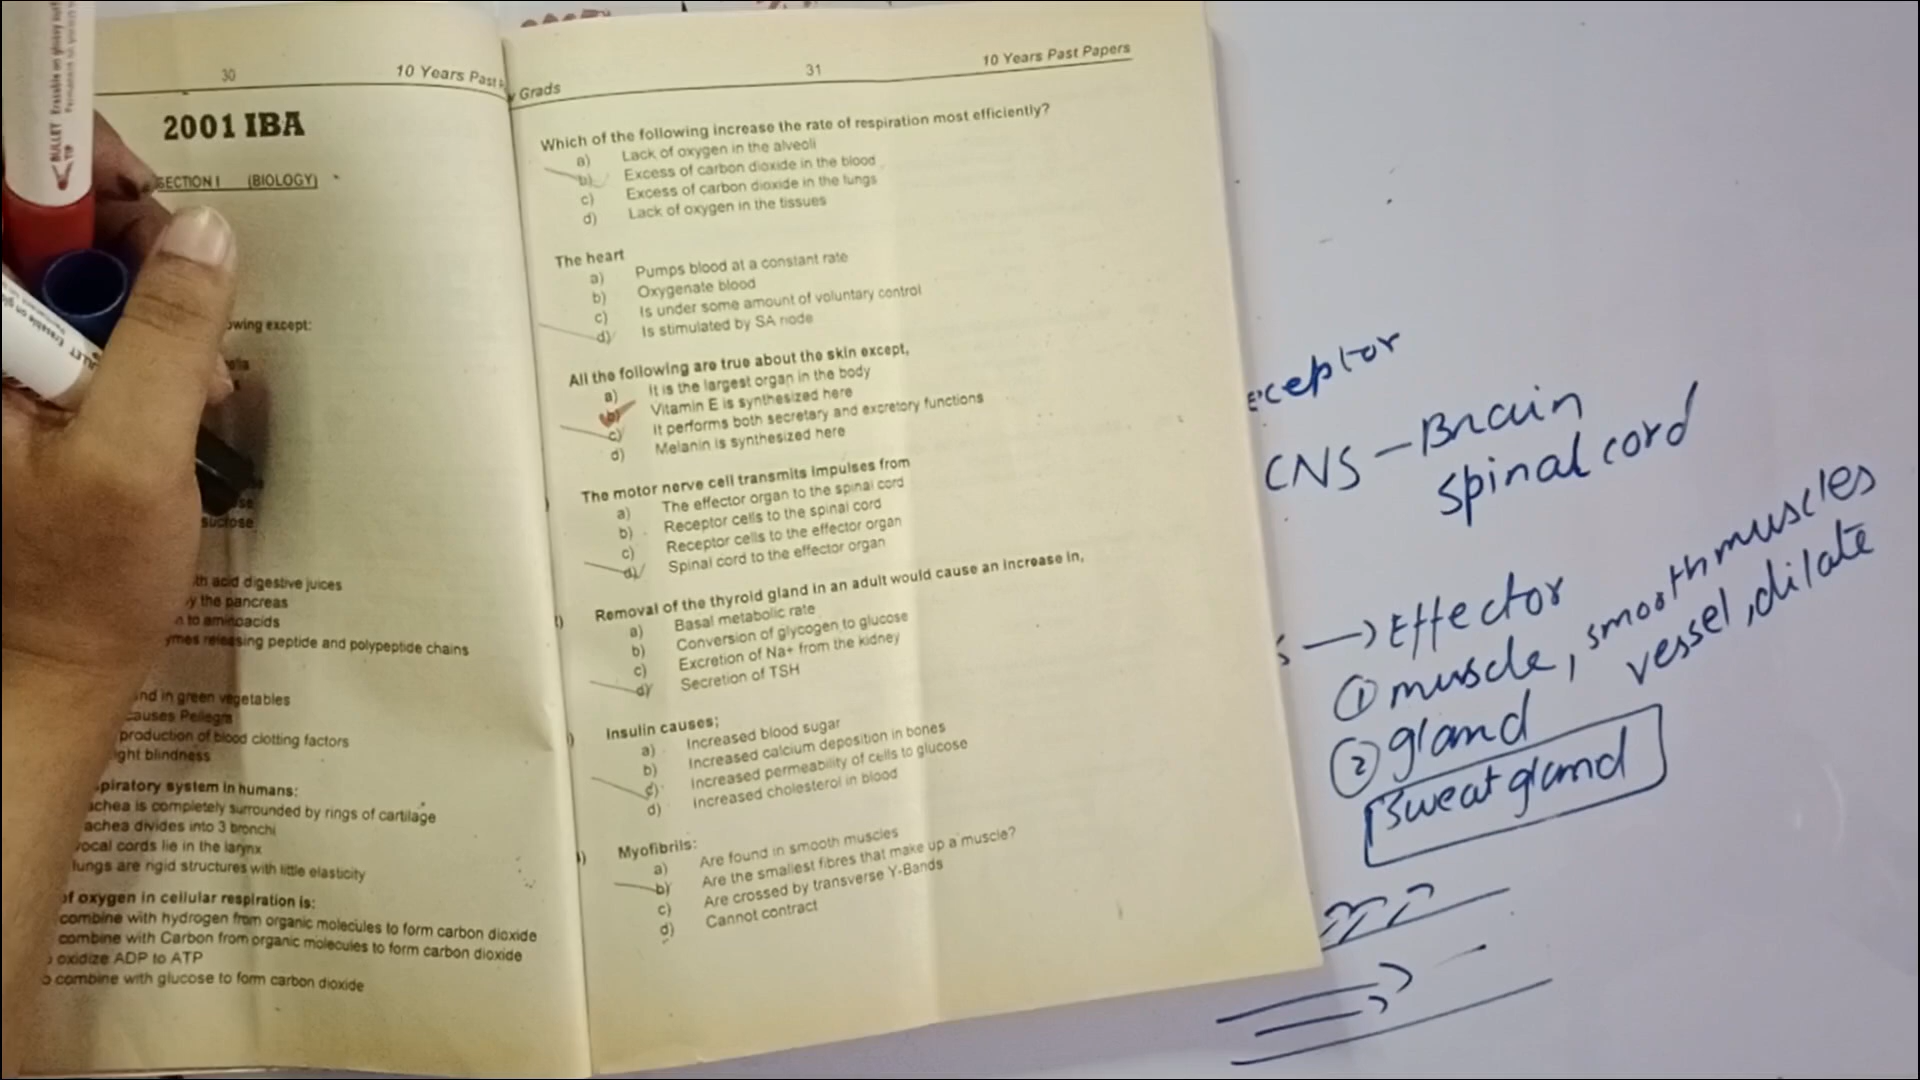 30
10 Years Past
2001 IBA
SECTION I (BIOLOGY)
owing except:
sucrose
th acid digestive juices
y the pancreas
to aminoacids
ymes releasing peptide and polypeptide chains
nd in green vegetables
causes Pellegra
production of blood clotting factors
ght blindness
spiratory system in humans:
achea is completely surrounded by rings of cartilage
achea divides into 3 bronchi
vocal cords lie in the larynx
lungs are rigid structures with little elasticity
of oxygen in cellular respiration is:
combine with hydrogen from organic molecules to form carbon dioxide
combine with Carbon from organic molecules to form carbon dioxide
oxidize ADP to ATP
o combine with glucose to form carbon dioxide
Grads
31
10 Years Past Papers
Which of the following increase the rate of respiration most efficiently?
a) Lack of oxygen in the alveoli
b) Excess of carbon dioxide in the blood
c) Excess of carbon dioxide in the lungs
d) Lack of oxygen in the tissues
The heart
a) Pumps blood at a constant rate
b) Oxygenate blood
c) Is under some amount of voluntary control
d) Is stimulated by SA node
All the following are true about the skin except,
a) It is the largest organ in the body
b) Vitamin E is synthesized here
c) It performs both secretary and excretory functions
d) Melanin is synthesized here
The motor nerve cell transmits Impulses from
a) The effector organ to the spinal cord
b) Receptor cells to the spinal cord
c) Receptor cells to the effector organ
d) Spinal cord to the effector organ
Removal of the thyroid gland in an adult would cause an increase in,
a) Basal metabolic rate
b) Conversion of glycogen to glucose
c) Excretion of Na+ from the kidney
d) Secretion of TSH
Insulin causes;
a) Increased blood sugar
b) Increased calcium deposition in bones
c) Increased permeability of cells to glucose
d) Increased cholesterol in blood
Myofibrils:
a) Are found in smooth muscles
b) Are the smallest fibres that make up a muscle?
c) Are crossed by transverse Y-Bands
d) Cannot contract
eceptor
CNS - Brain
Spinal cord
s → Effector
① muscle, smooth muscles
vessel, dilate
② gland
Sweat gland
BULLET Erasable on glossy surf